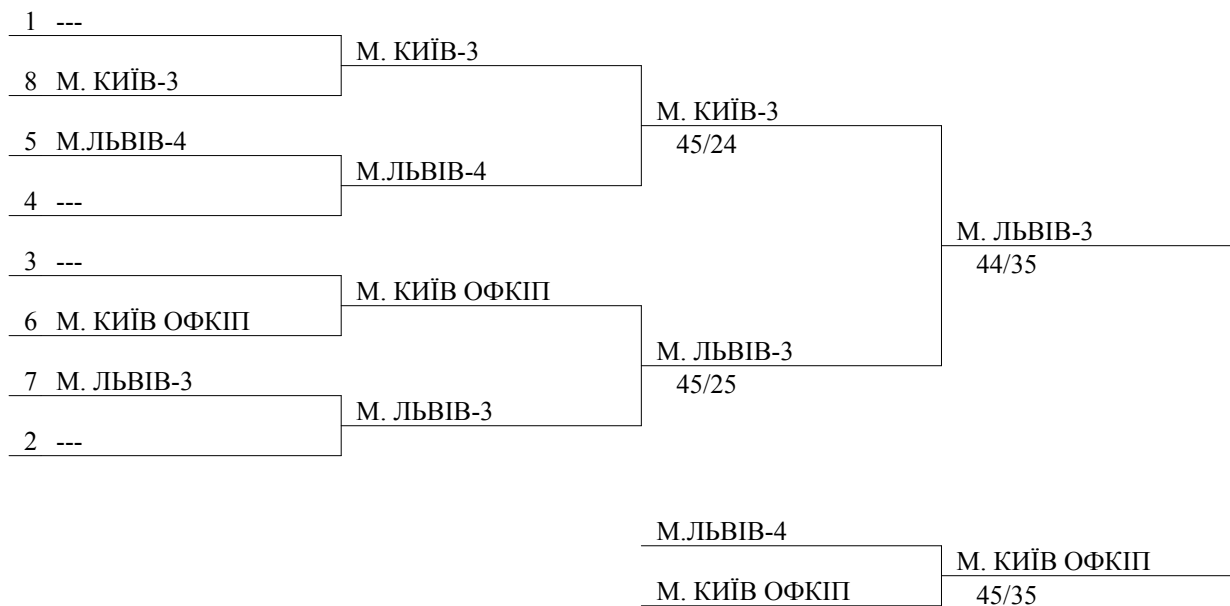 1 ---
8 М. КИЇВ-3
5 М.ЛЬВІВ-4
4 ---
3 ---
6 М. КИЇВ ОФКІП
7 М. ЛЬВІВ-3
2 ---
М. КИЇВ-3
М.ЛЬВІВ-4
М. КИЇВ ОФКІП
М. ЛЬВІВ-3
М. КИЇВ-3
45/24
М. ЛЬВІВ-3
45/25
М. ЛЬВІВ-3
44/35
М.ЛЬВІВ-4
М. КИЇВ ОФКІП
М. КИЇВ ОФКІП
45/35